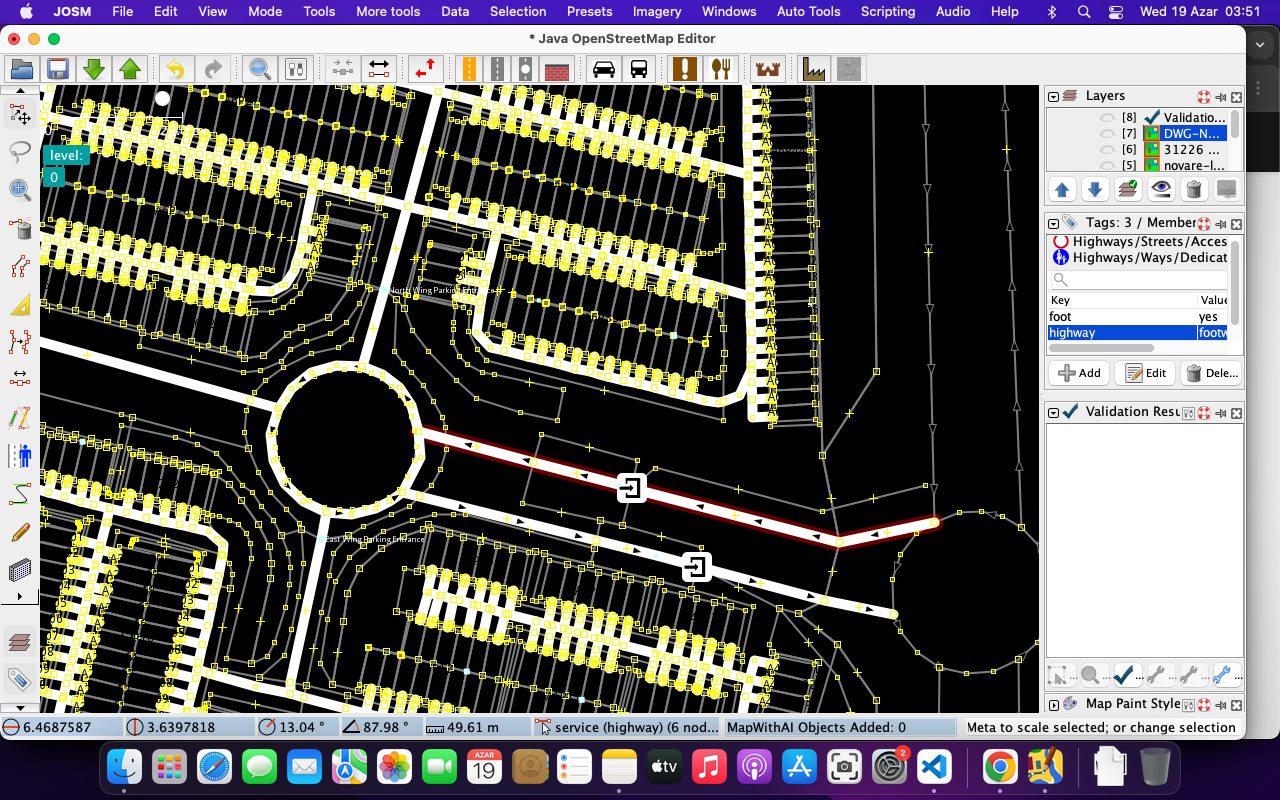 JOSM File Edit View Mode Tools More tools Data Selection Presets Imagery Windows Auto Tools Scripting Audio Help Wed 19 Azar 03:51
* Java OpenStreetMap Editor
level:
0
North Wing Parking Entrance
East Wing Parking Entrance
Layers
[8] Validatio...
[7] DWG-N...
[6] 31226 ...
[5] novare-l...
Tags: 3 / Member
Highways/Streets/Acces
Highways/Ways/Dedicat
Key Value
foot yes
highway footw
Add Edit Dele...
Validation Resu
Map Paint Style
6.4687587 3.6397818 13.04 ° 87.98 ° 49.61 m service (highway) (6 nod... MapWithAI Objects Added: 0 Meta to scale selected; or change selection
AZAR
19
tv
2